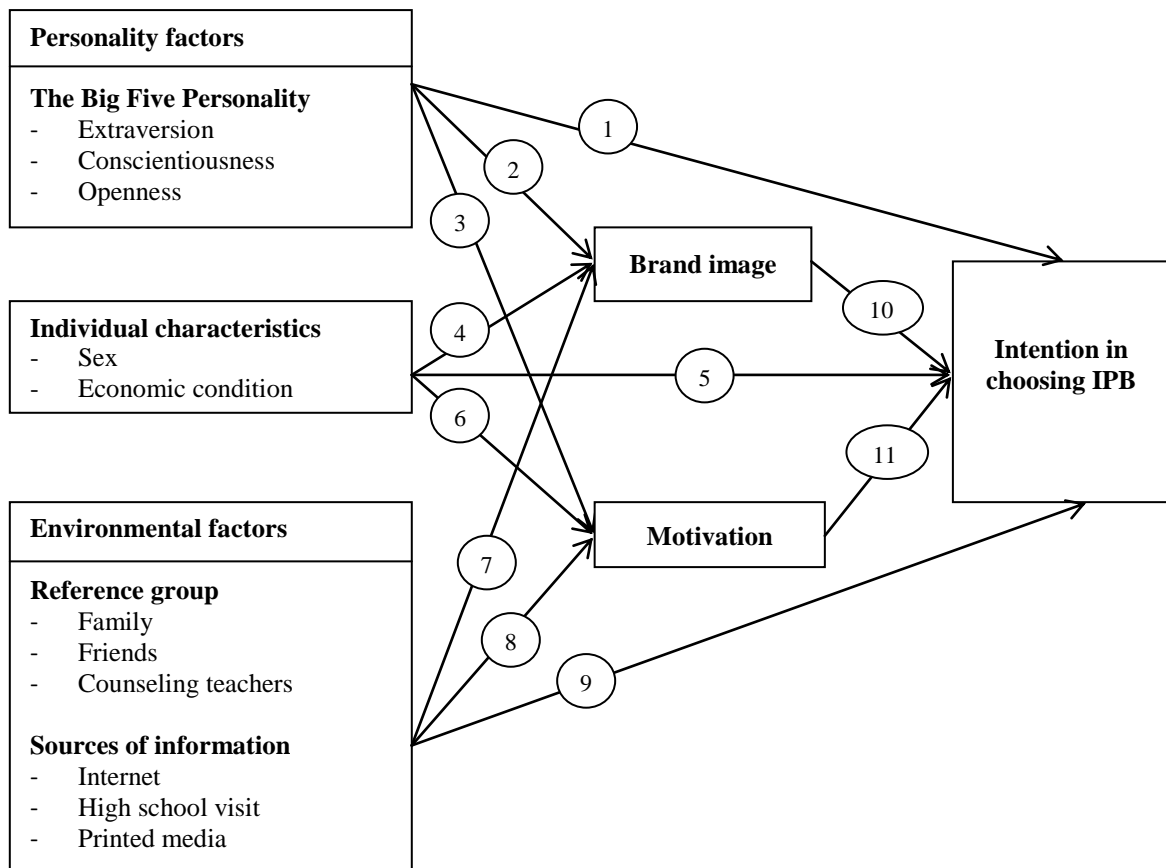 Personality factors
The Big Five Personality
- Extraversion
- Conscientiousness
- Openness
Individual characteristics
- Sex
- Economic condition
Environmental factors
Reference group
- Family
- Friends
- Counseling teachers
Sources of information
- Internet
- High school visit
- Printed media
1
2
3
4
5
6
7
8
9
10
11
Brand image
Motivation
Intention in
choosing IPB